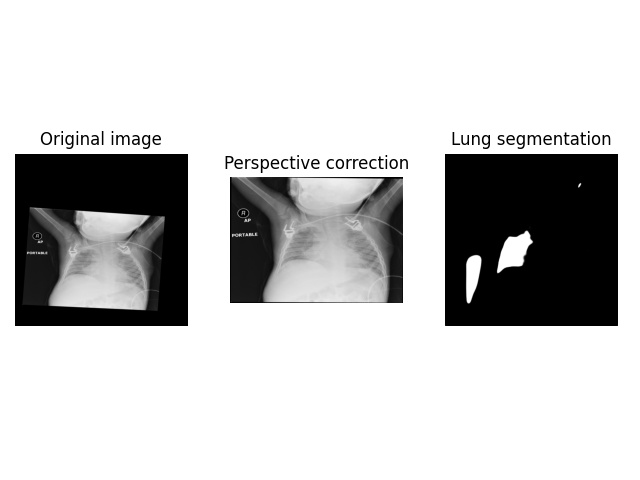 Original image
Perspective correction
Lung segmentation
R
AP
PORTABLE
R
AP
PORTABLE